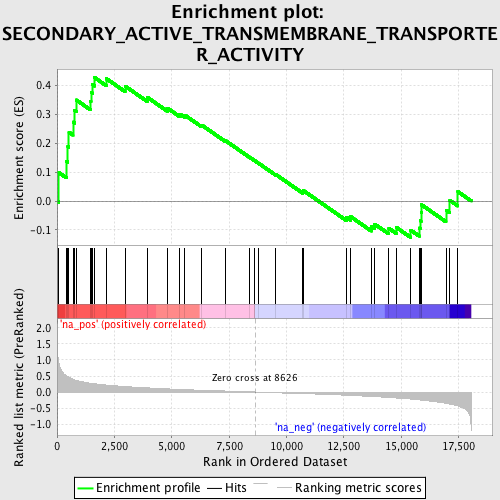 Enrichment plot:
SECONDARY_ACTIVE_TRANSMEMBRANE_TRANSPORTE
R_ACTIVITY
Enrichment score (ES)
0.4
0.3
0.2
0.1
0.0
-0.1
'na_pos' (positively correlated)
Ranked list metric (PreRanked)
2.0
1.5
1.0
0.5
0.0
-0.5
-1.0
Zero cross at 8626
'na_neg' (negatively correlated)
0 2,500 5,000 7,500 10,000 12,500 15,000 17,500
Rank in Ordered Dataset
Enrichment profile Hits Ranking metric scores